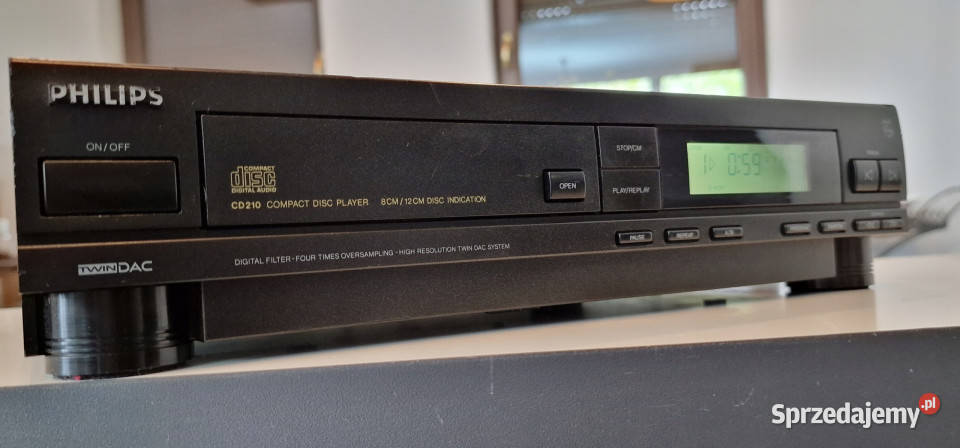 PHILIPS
ON/OFF
COMPACT
disc
DIGITAL AUDIO
CD210 COMPACT DISC PLAYER 8CM/12CM DISC INDICATION
OPEN
STOP/CM
PLAY/REPLAY
1 0:59
PAUSE
REPEAT
A/B
TWIN DAC
DIGITAL FILTER - FOUR TIMES OVERSAMPLING - HIGH RESOLUTION TWIN DAC SYSTEM
Sprzedajemy.pl